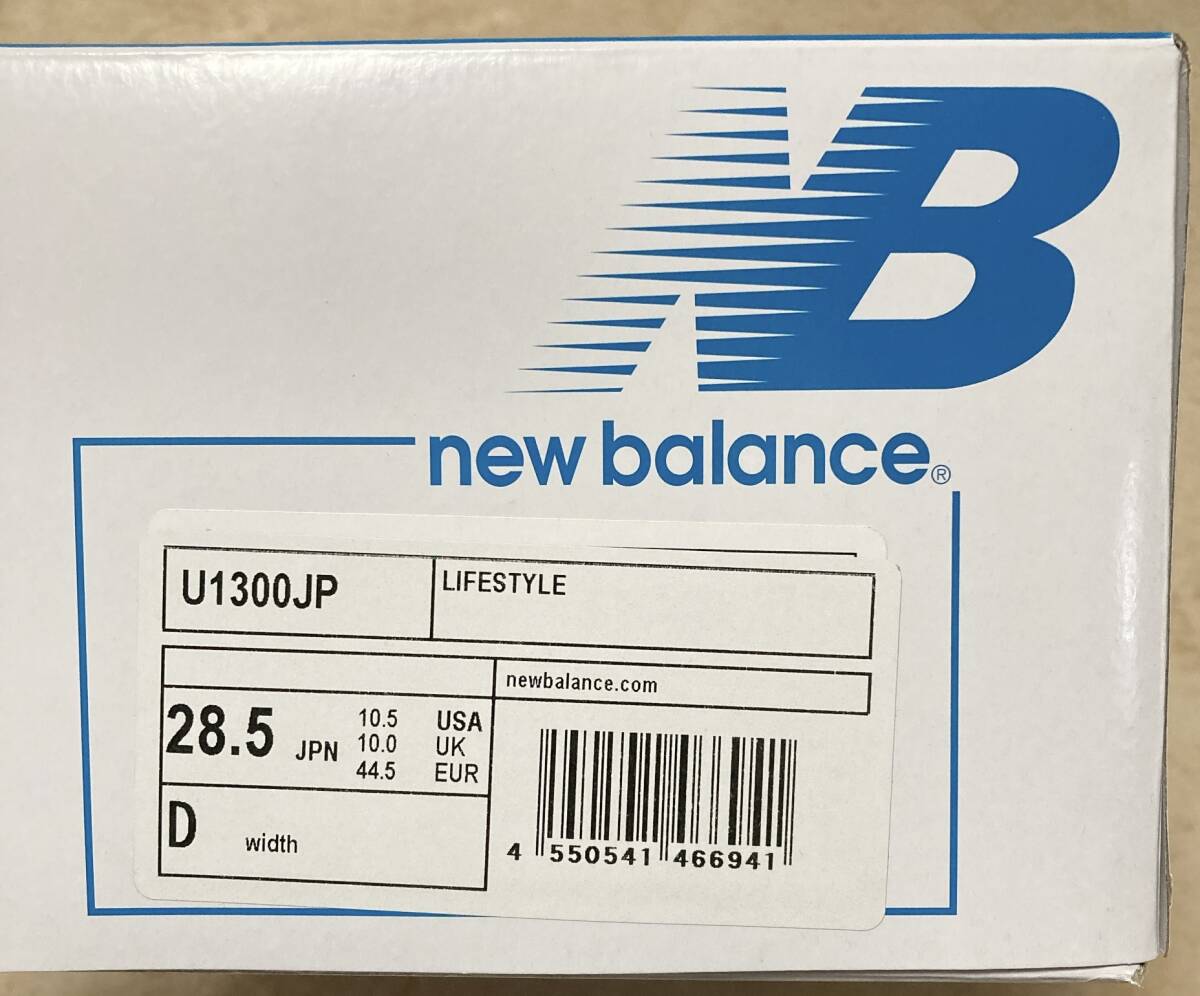 NB
new balance®
U1300JP
LIFESTYLE
newbalance.com
28.5 JPN
10.5 USA
10.0 UK
44.5 EUR
D width
4 550541 466941